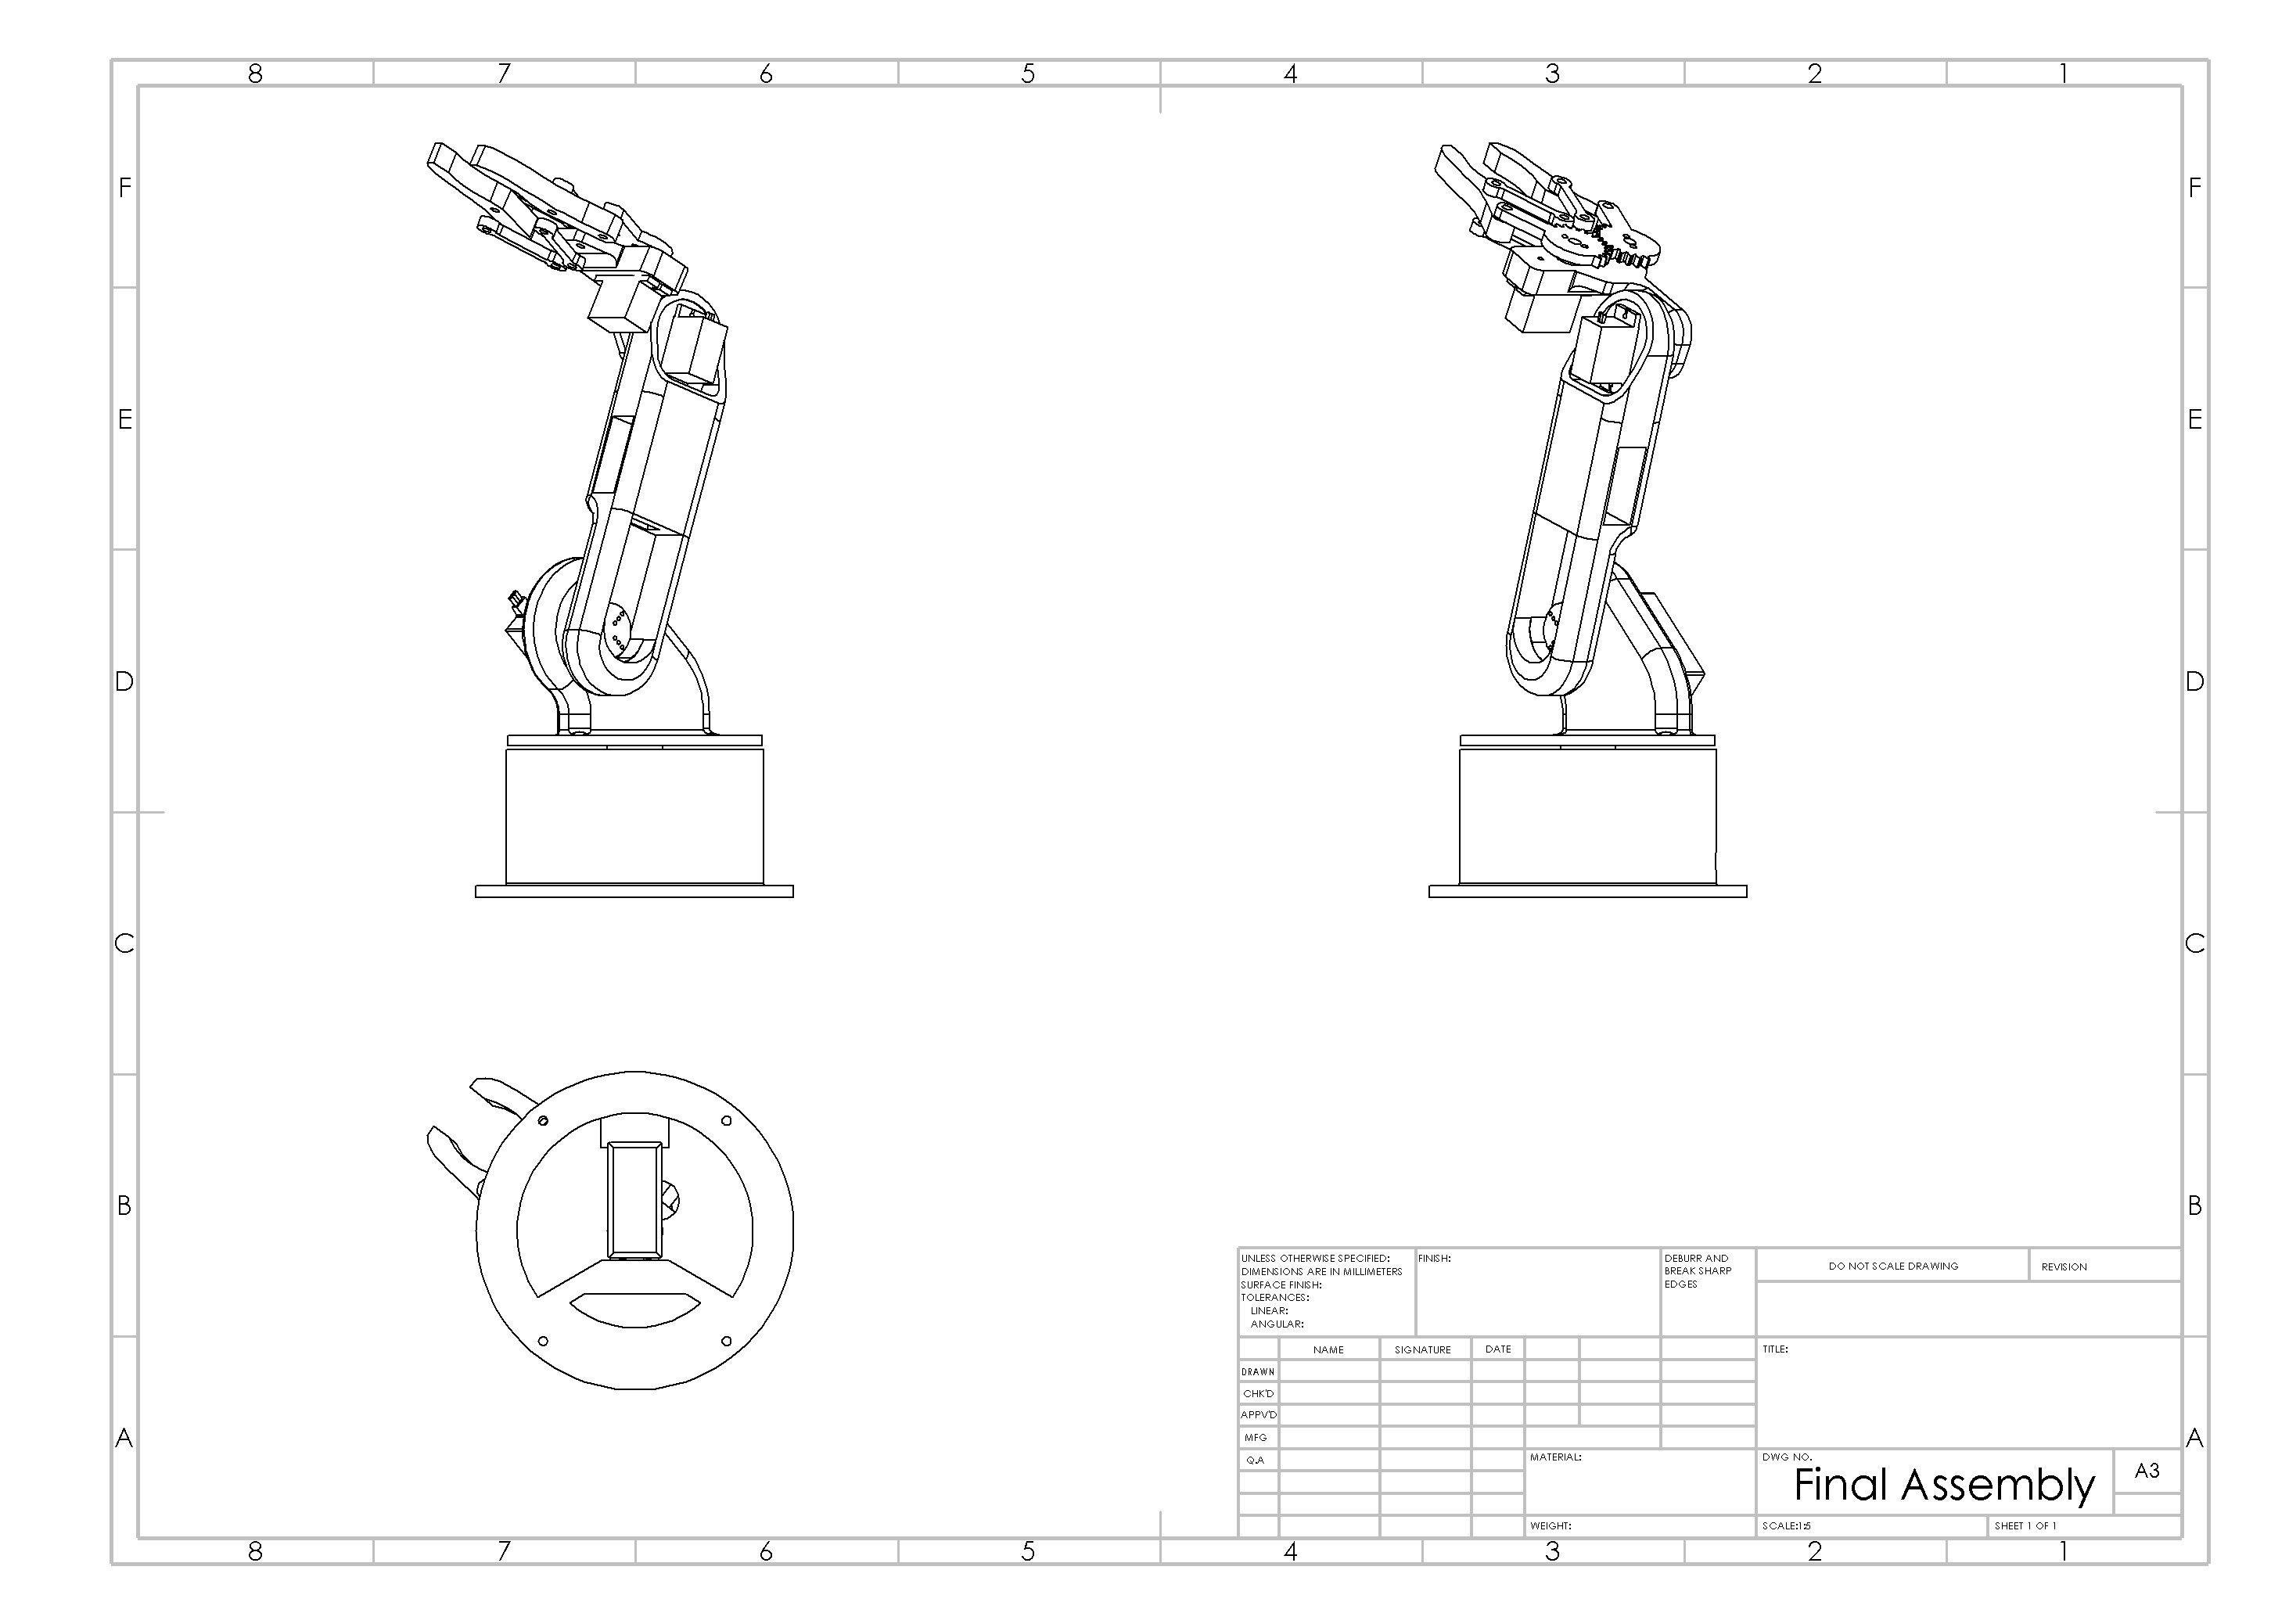 8 7 6 5 4 3 2 1
F F
E E
D D
C C
B B
A A
UNLESS OTHERWISE SPECIFIED:
DIMENSIONS ARE IN MILLIMETERS
SURFACE FINISH:
TOLERANCES:
LINEAR:
ANGULAR:
FINISH:
DEBURR AND
BREAK SHARP
EDGES
DO NOT SCALE DRAWING
REVISION
NAME SIGNATURE DATE
DRAWN
CHK'D
APPV'D
MFG
Q.A
TITLE:
MATERIAL:
DWG NO.
Final Assembly
A3
WEIGHT:
SCALE:1:5
SHEET 1 OF 1
8 7 6 5 4 3 2 1